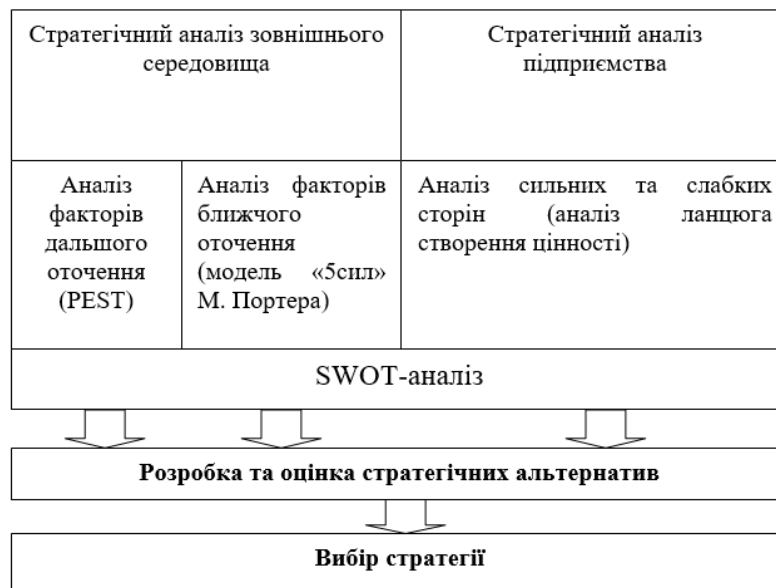 Стратегічний аналіз зовнішнього
середовища
Стратегічний аналіз
підприємства
Аналіз
факторів
дальшого
оточення
(PEST)
Аналіз факторів
ближчого
оточення
(модель «5сил»
М. Портера)
Аналіз сильних та слабких
сторін (аналіз ланцюга
створення цінності)
SWOT-аналіз
Розробка та оцінка стратегічних альтернатив
Вибір стратегії